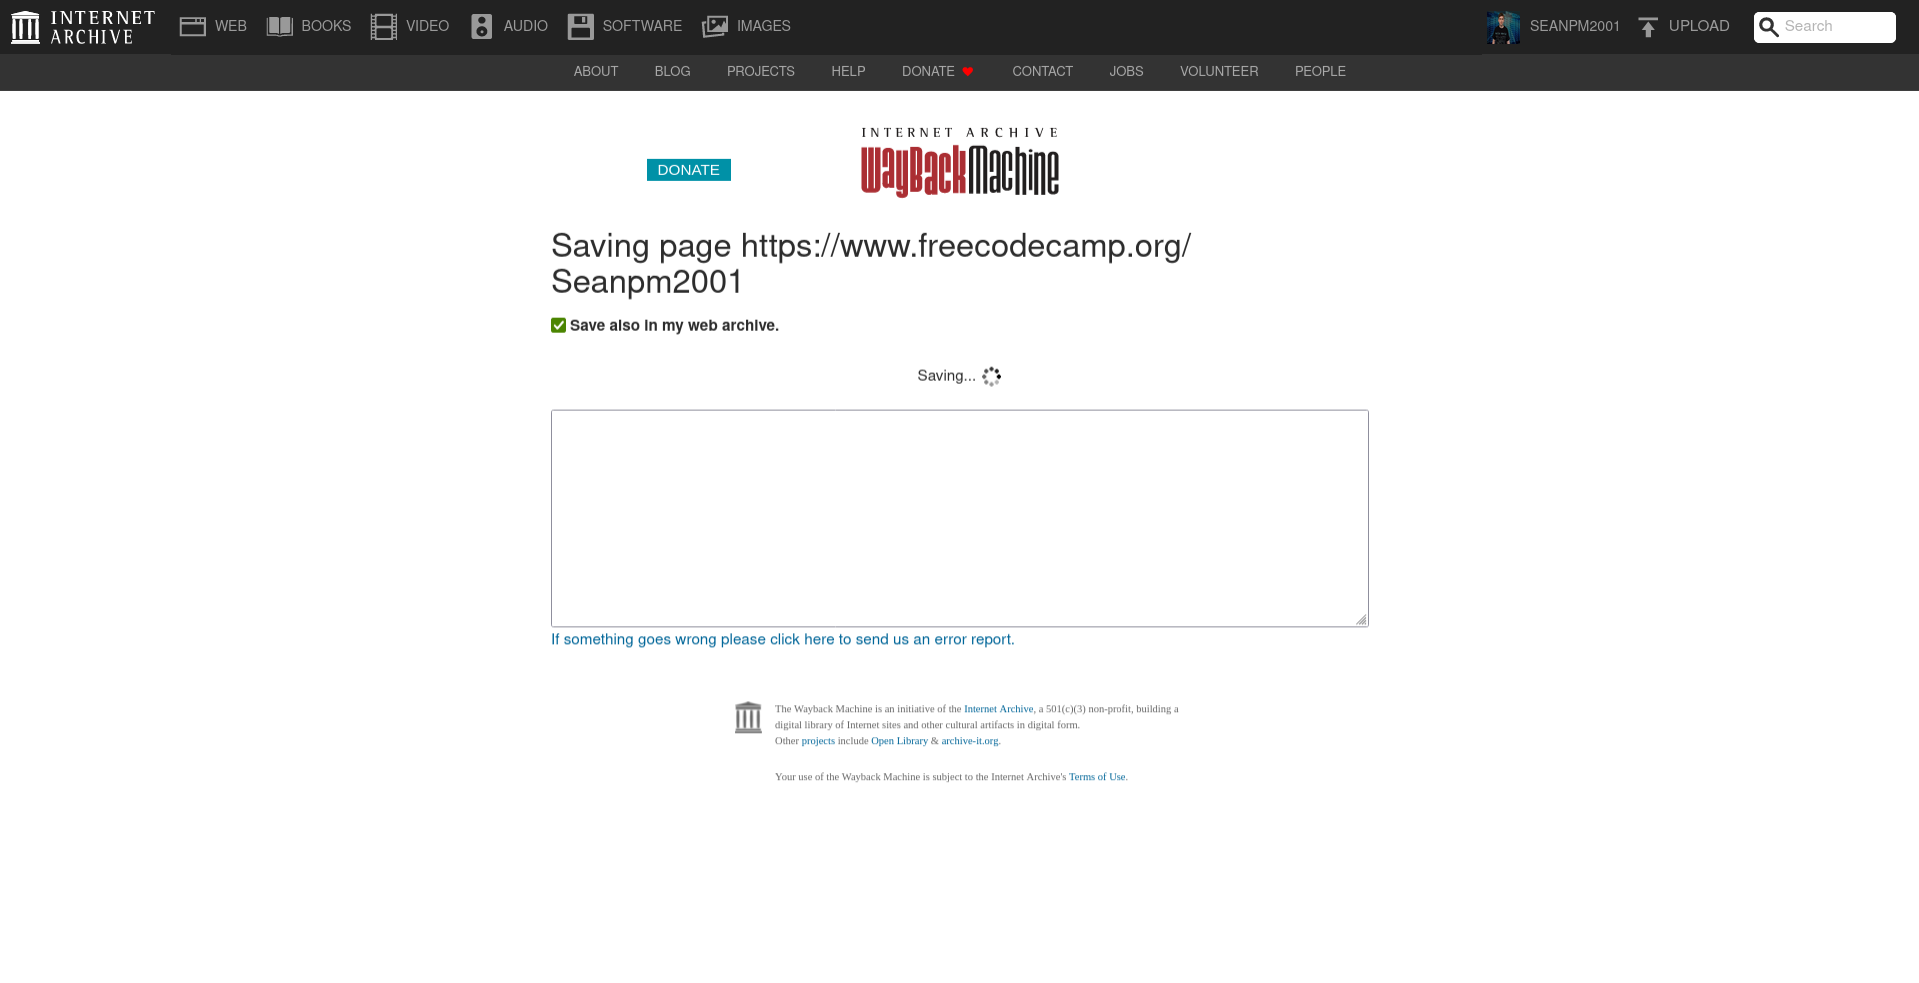 INTERNET ARCHIVE
WEB
BOOKS
VIDEO
AUDIO
SOFTWARE
IMAGES
SEANPM2001
UPLOAD
Search
ABOUT
BLOG
PROJECTS
HELP
DONATE
CONTACT
JOBS
VOLUNTEER
PEOPLE
INTERNET ARCHIVE
DONATE
WayBackMachine
Saving page https://www.freecodecamp.org/
Seanpm2001
Save also in my web archive.
Saving...
If something goes wrong please click here to send us an error report.
The Wayback Machine is an initiative of the Internet Archive, a 501(c)(3) non-profit, building a
digital library of Internet sites and other cultural artifacts in digital form.
Other projects include Open Library & archive-it.org.
Your use of the Wayback Machine is subject to the Internet Archive's Terms of Use.